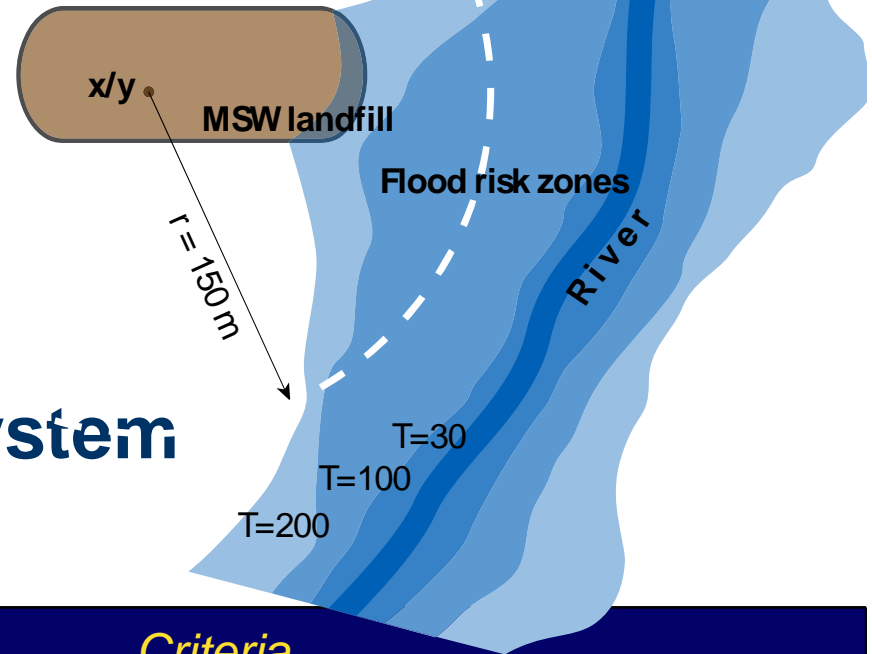 x/y
MSW landfill
Flood risk zones
River
r = 150 m
ystem
T=30
T=100
T=200
Criteria